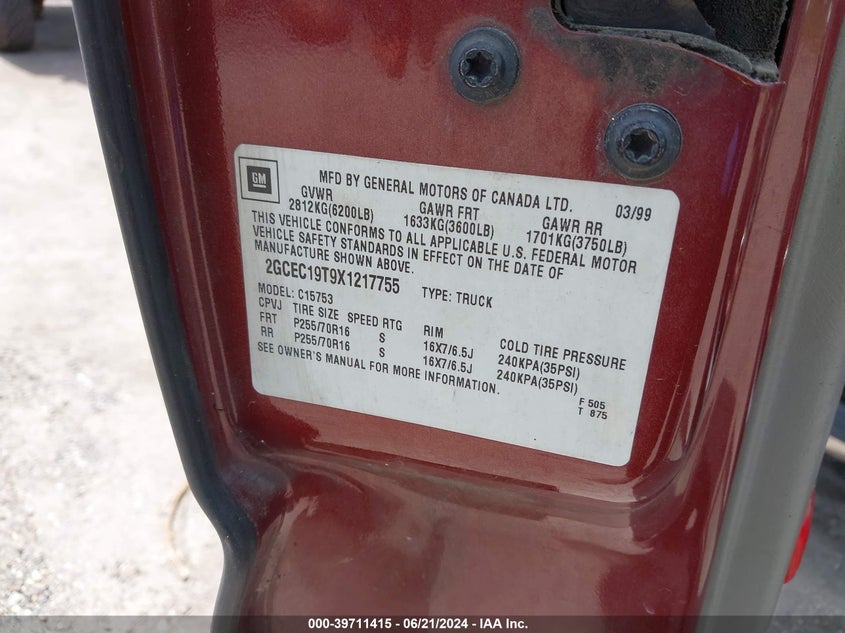 GM
MFD BY GENERAL MOTORS OF CANADA LTD. 03/99
GVWR GAWR FRT GAWR RR
2812KG(6200LB) 1633KG(3600LB) 1701KG(3750LB)
THIS VEHICLE CONFORMS TO ALL APPLICABLE U.S. FEDERAL MOTOR
VEHICLE SAFETY STANDARDS IN EFFECT ON THE DATE OF
MANUFACTURE SHOWN ABOVE.
2GCEC19T9X1217755 TYPE: TRUCK
MODEL: C15753
CPVJ TIRE SIZE SPEED RTG RIM COLD TIRE PRESSURE
FRT P255/70R16 S 16X7/6.5J 240KPA(35PSI)
RR P255/70R16 S 16X7/6.5J 240KPA(35PSI)
SEE OWNER'S MANUAL FOR MORE INFORMATION.
F 505
T 875
000-39711415 - 06/21/2024 - IAA Inc.